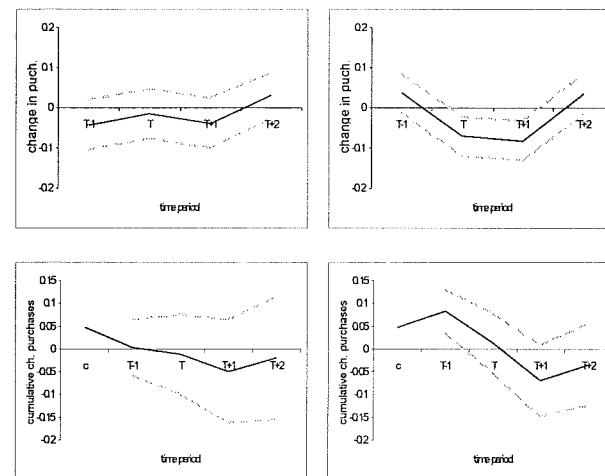 0.2
0.1
0
-0.1
-0.2
change in puch.
T-1 T T+1 T+2
time period
0.2
0.1
0
-0.1
-0.2
change in puch.
T-1 T T+1 T+2
time period
0.15
0.1
0.05
0
-0.05
-0.1
-0.15
-0.2
cumulative ch. purchases
c T-1 T T+1 T+2
time period
0.15
0.1
0.05
0
-0.05
-0.1
-0.15
-0.2
cumulative ch. purchases
c T-1 T T+1 T+2
time period